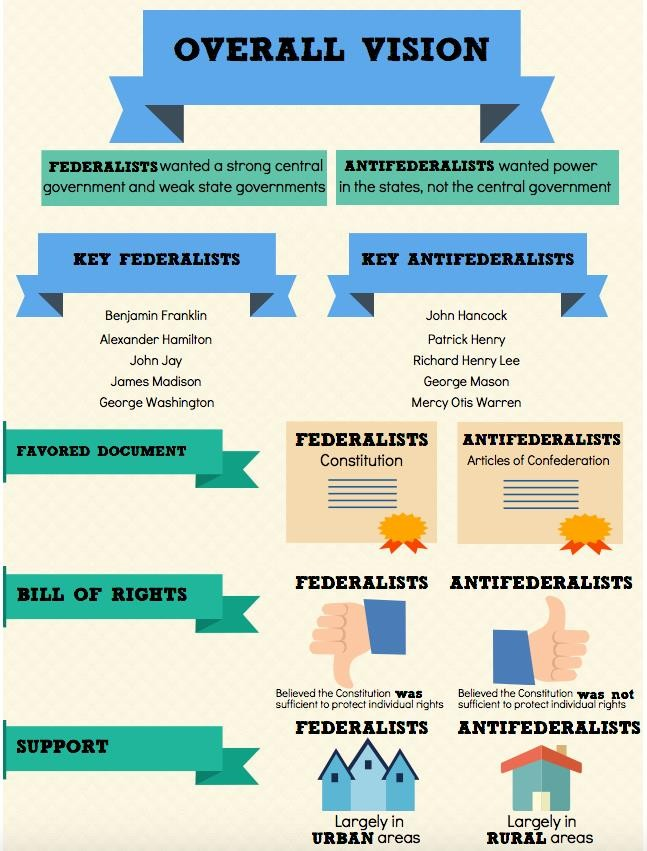 OVERALL VISION
FEDERALISTS wanted a strong central
government and weak state governments
ANTIFEDERALISTS wanted power
in the states, not the central government
KEY FEDERALISTS
Benjamin Franklin
Alexander Hamilton
John Jay
James Madison
George Washington
KEY ANTIFEDERALISTS
John Hancock
Patrick Henry
Richard Henry Lee
George Mason
Mercy Otis Warren
FAVORED DOCUMENT
FEDERALISTS
Constitution
ANTIFEDERALISTS
Articles of Confederation
BILL OF RIGHTS
FEDERALISTS
Believed the Constitution was
sufficient to protect individual rights
ANTIFEDERALISTS
Believed the Constitution was not
sufficient to protect individual rights
SUPPORT
FEDERALISTS
Largely in
URBAN areas
ANTIFEDERALISTS
Largely in
RURAL areas